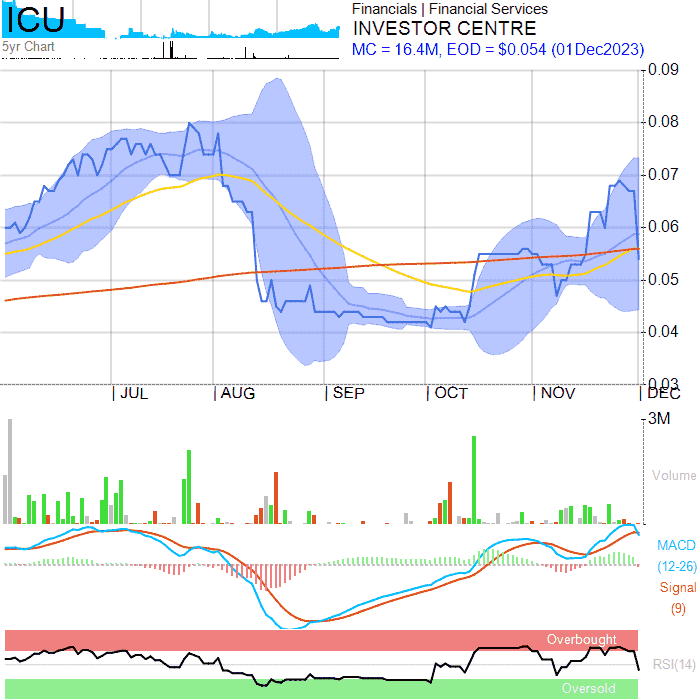 ICU
5yr Chart
Financials | Financial Services
INVESTOR CENTRE
MC = 16.4M, EOD = $0.054 (01Dec2023)
0.09
0.08
0.07
0.06
0.05
0.04
0.03
JUL
AUG
SEP
OCT
NOV
DEC
3M
Volume
MACD
(12-26)
Signal
(9)
Overbought
RSI(14)
Oversold